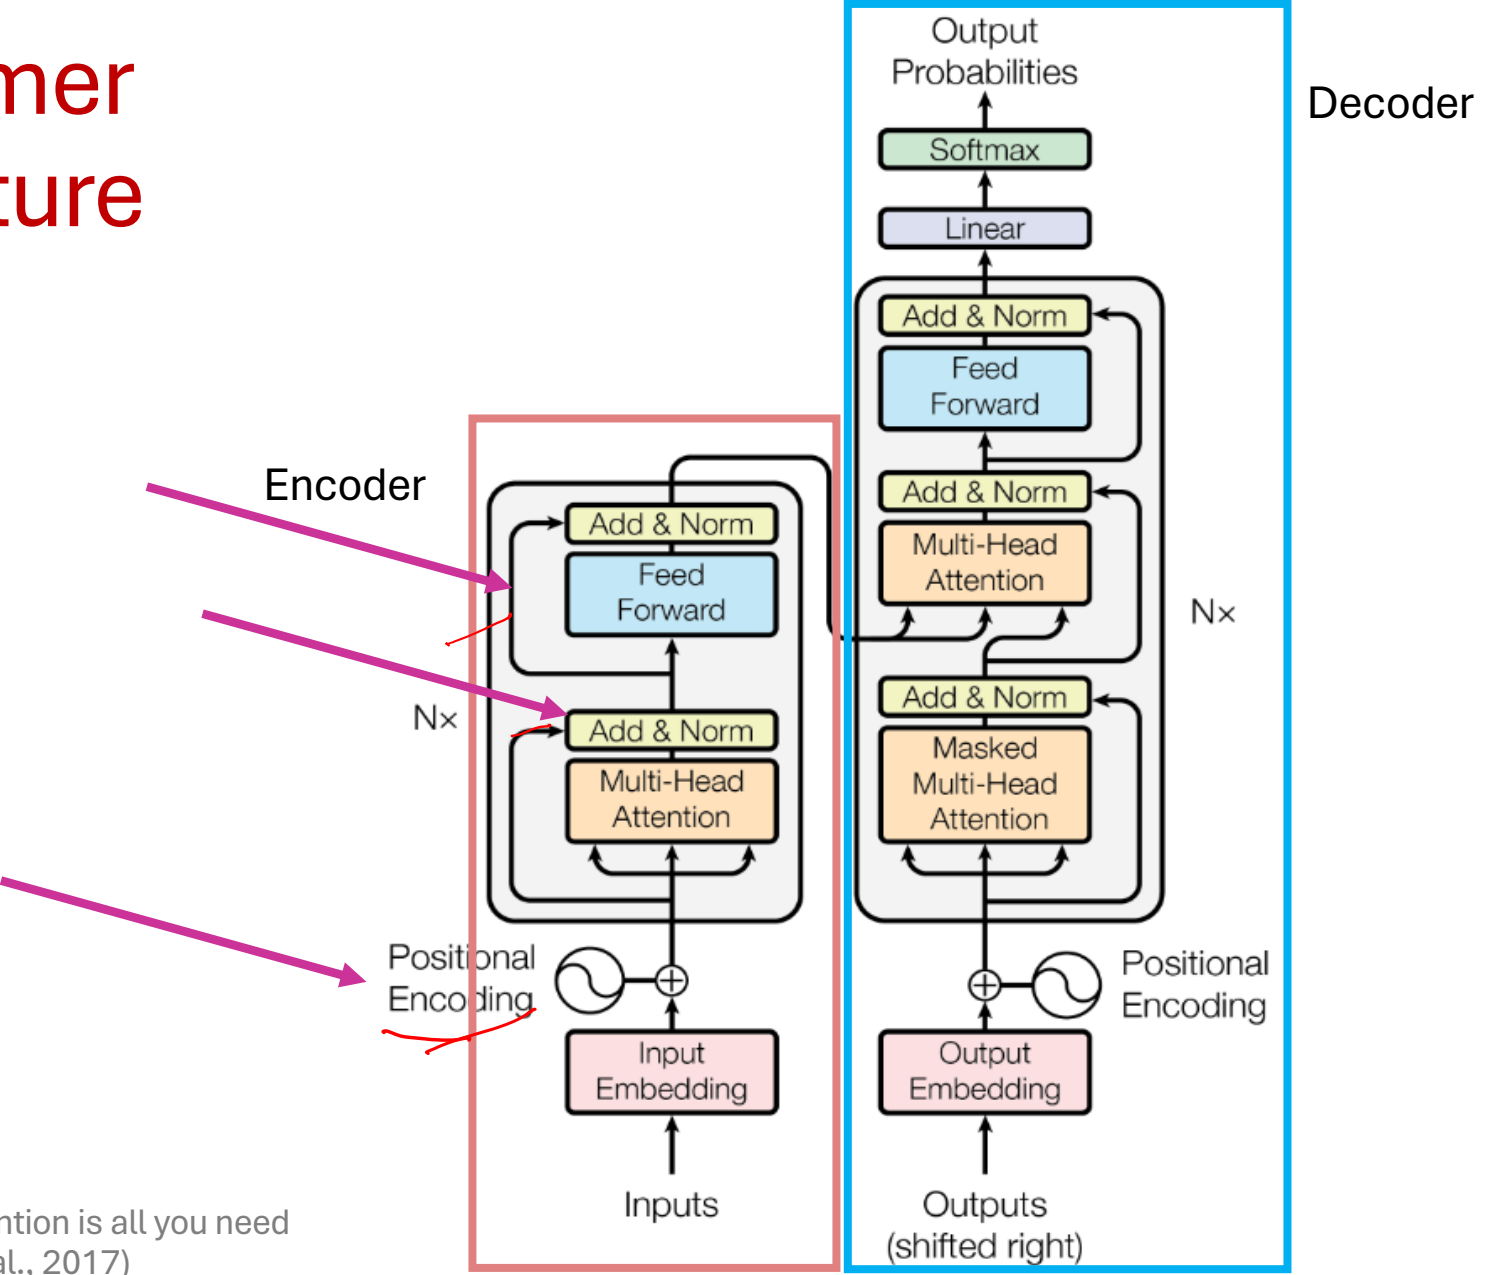 mer
ture
Output
Probabilities
Decoder
Softmax
Linear
Add & Norm
Feed
Forward
Add & Norm
Multi-Head
Attention
Nx
Add & Norm
Masked
Multi-Head
Attention
Positional
Encoding
Output
Embedding
Outputs
(shifted right)
Encoder
Add & Norm
Feed
Forward
Nx
Add & Norm
Multi-Head
Attention
Positional
Encoding
Input
Embedding
Inputs
ntion is all you need
al., 2017)